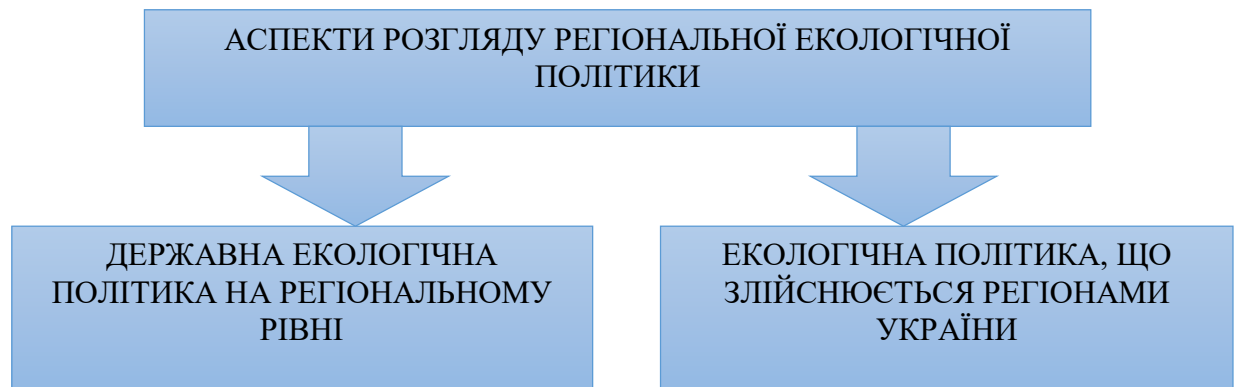 АСПЕКТИ РОЗГЛЯДУ РЕГІОНАЛЬНОЇ ЕКОЛОГІЧНОЇ
ПОЛІТИКИ
ДЕРЖАВНА ЕКОЛОГІЧНА
ПОЛІТИКА НА РЕГІОНАЛЬНОМУ
РІВНІ
ЕКОЛОГІЧНА ПОЛІТИКА, ЩО
ЗЛІЙСНЮЄТЬСЯ РЕГІОНАМИ
УКРАЇНИ